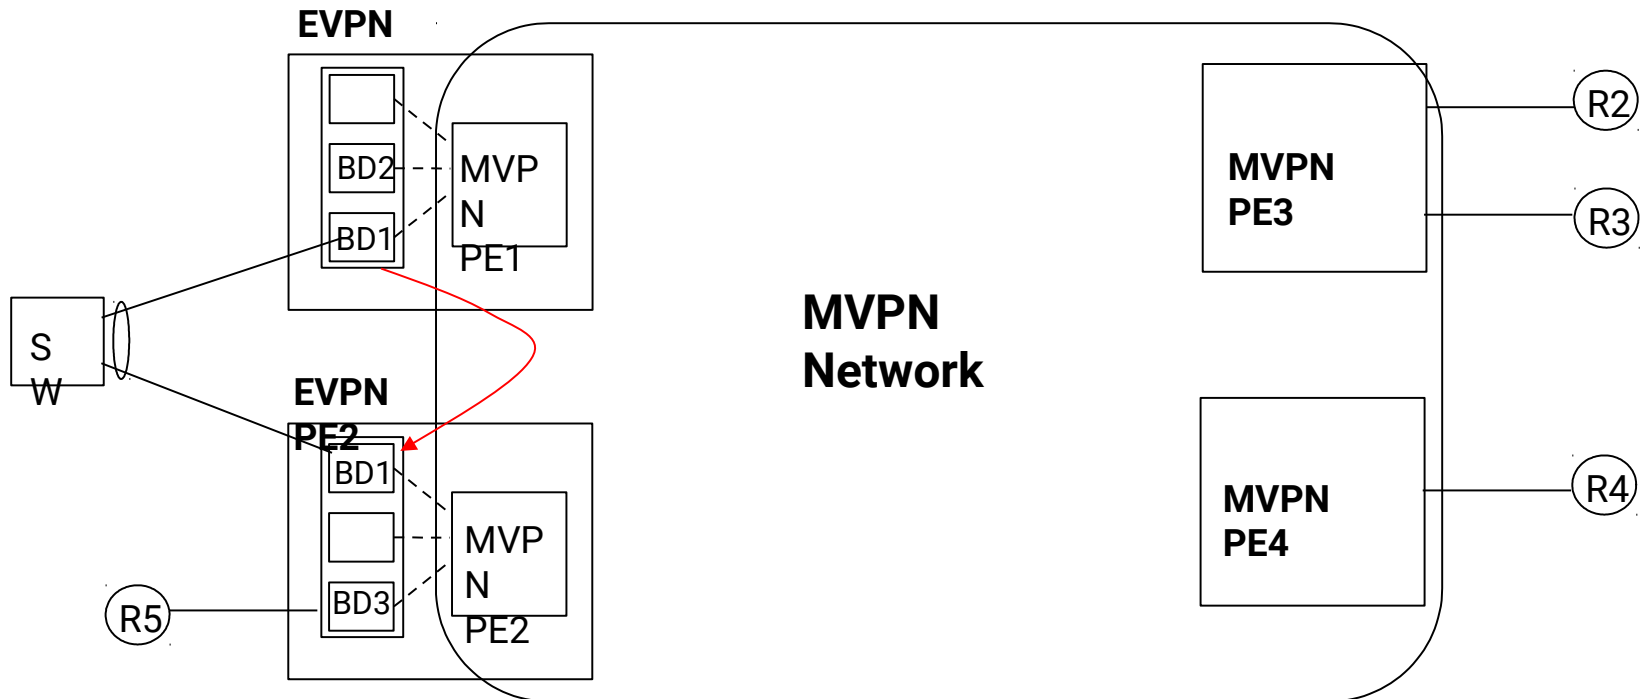 EVPN
BD2
BD1
MVP
N
PE1
MVPN
PE3
R2
R3
S
W
MVPN
Network
EVPN
PE2
BD1
BD3
MVP
N
PE2
MVPN
PE4
R4
R5